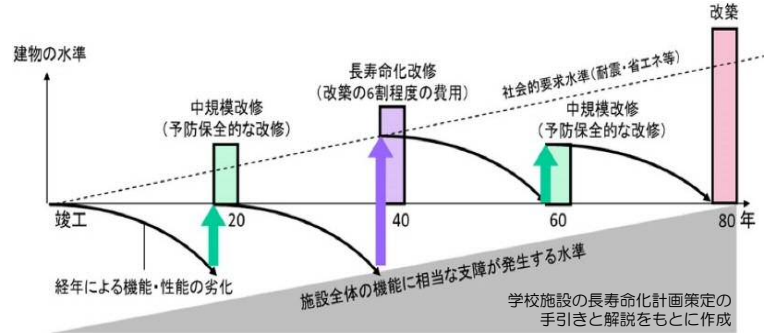 改築
建物の水準
長寿命化改修
(改築の6割程度の費用)
社会的要求水準(耐震・省エネ等)
中規模改修
(予防保全的な改修)
中規模改修
(予防保全的な改修)
竣工
20
40
60
80 年
経年による機能・性能の劣化
施設全体の機能に相当な支障が発生する水準
学校施設の長寿命化計画策定の
手引きと解説をもとに作成